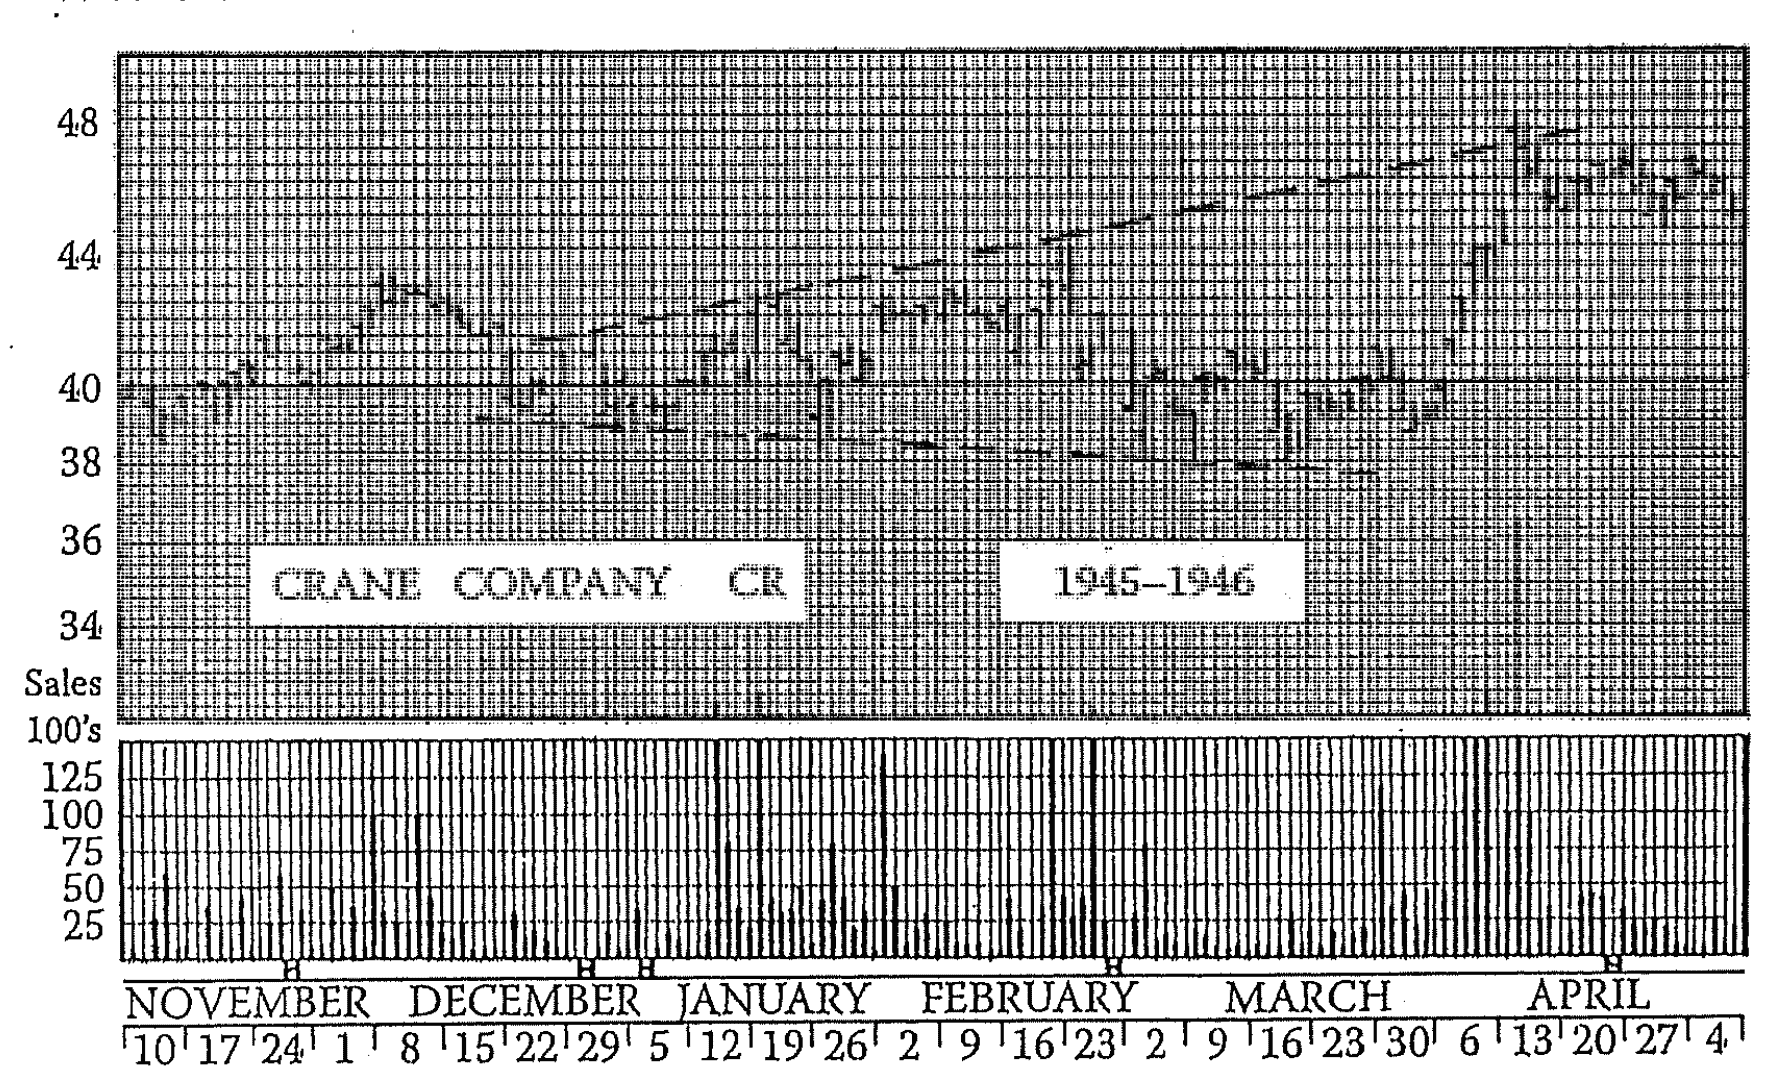 48
44
40
38
36
CRANE COMPANY CR 1945–1946
34
Sales
100's
125
100
75
50
25
H H H H H
NOVEMBER DECEMBER JANUARY FEBRUARY MARCH APRIL
10 17 24 1 8 15 22 29 5 12 19 26 2 9 16 23 2 9 16 23 30 6 13 20 27 4